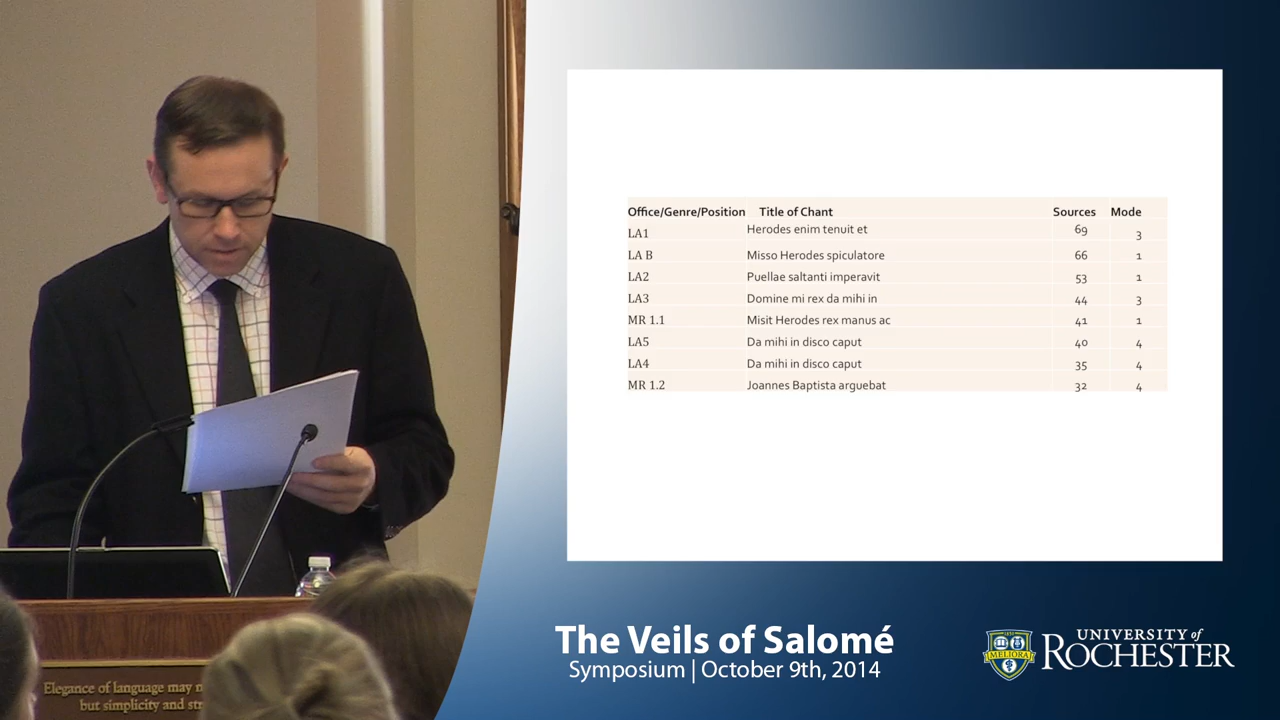 Office/Genre/Position Title of Chant Sources Mode
LA1 Herodes enim tenuit et 69 3
LA B Misso Herodes spiculatore 66 1
LA2 Puellae saltanti imperavit 53 1
LA3 Domine mi rex da mihi in 44 3
MR 1.1 Misit Herodes rex manus ac 41 1
LA5 Da mihi in disco caput 40 4
LA4 Da mihi in disco caput 35 4
MR 1.2 Joannes Baptista arguebat 32 4
The Veils of Salomé
Symposium | October 9th, 2014
MELIORA
UNIVERSITY of
ROCHESTER
Elegance of language may
but simplicity and